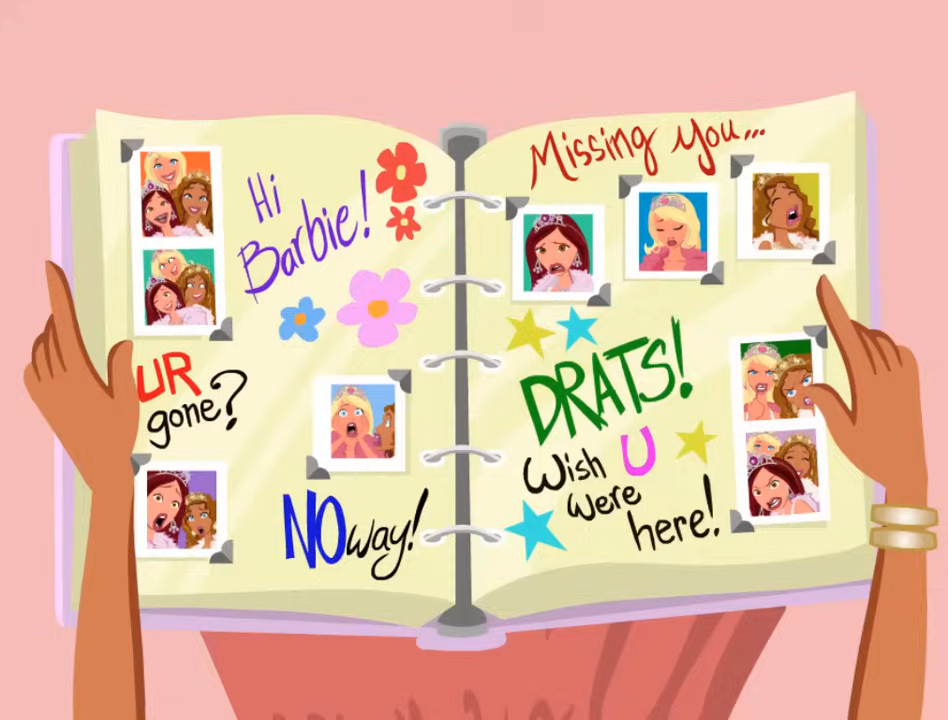 Hi
Barbie!
UR
gone?
NO way!
Missing You...
DRATS!
Wish U
were
here!